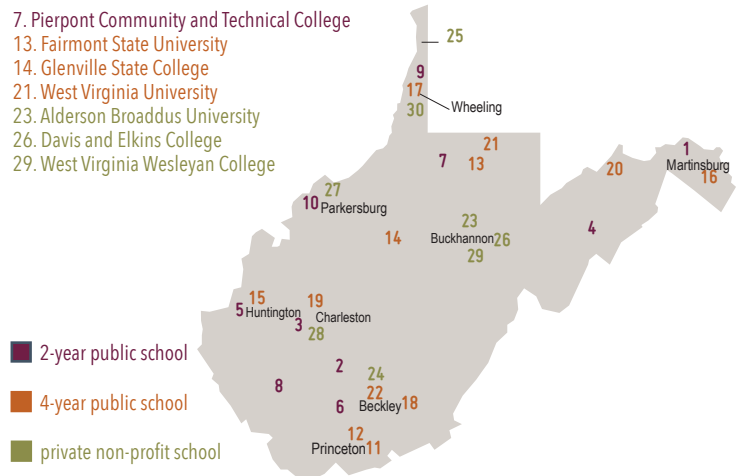 7. Pierpont Community and Technical College
13. Fairmont State University
14. Glenville State College
21. West Virginia University
23. Alderson Broaddus University
26. Davis and Elkins College
29. West Virginia Wesleyan College
25
9
17
Wheeling
30
21
7
13
1
Martinsburg
20
16
27
10 Parkersburg
23
4
14
Buckhannon 26
29
15
19
5 Huntington
Charleston
3
28
2-year public school
2
24
8
22
4-year public school
6
Beckley 18
12
Princeton 11
private non-profit school